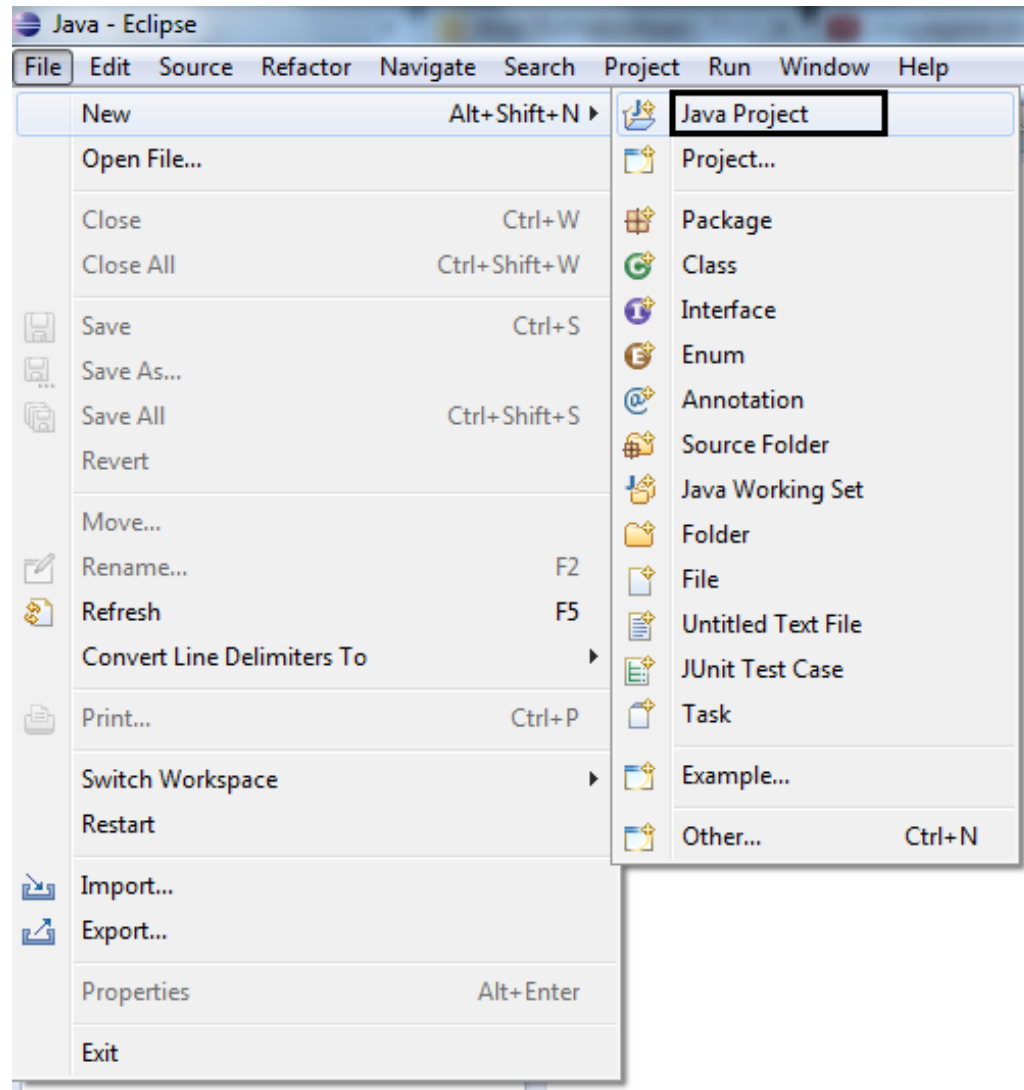 Java - Eclipse
File Edit Source Refactor Navigate Search Project Run Window Help
New Alt+Shift+N
Open File...
Close Ctrl+W
Close All Ctrl+Shift+W
Save Ctrl+S
Save As...
Save All Ctrl+Shift+S
Revert
Move...
Rename... F2
Refresh F5
Convert Line Delimiters To
Print... Ctrl+P
Switch Workspace
Restart
Import...
Export...
Properties Alt+Enter
Exit
Java Project
Project...
Package
Class
Interface
Enum
Annotation
Source Folder
Java Working Set
Folder
File
Untitled Text File
JUnit Test Case
Task
Example...
Other... Ctrl+N